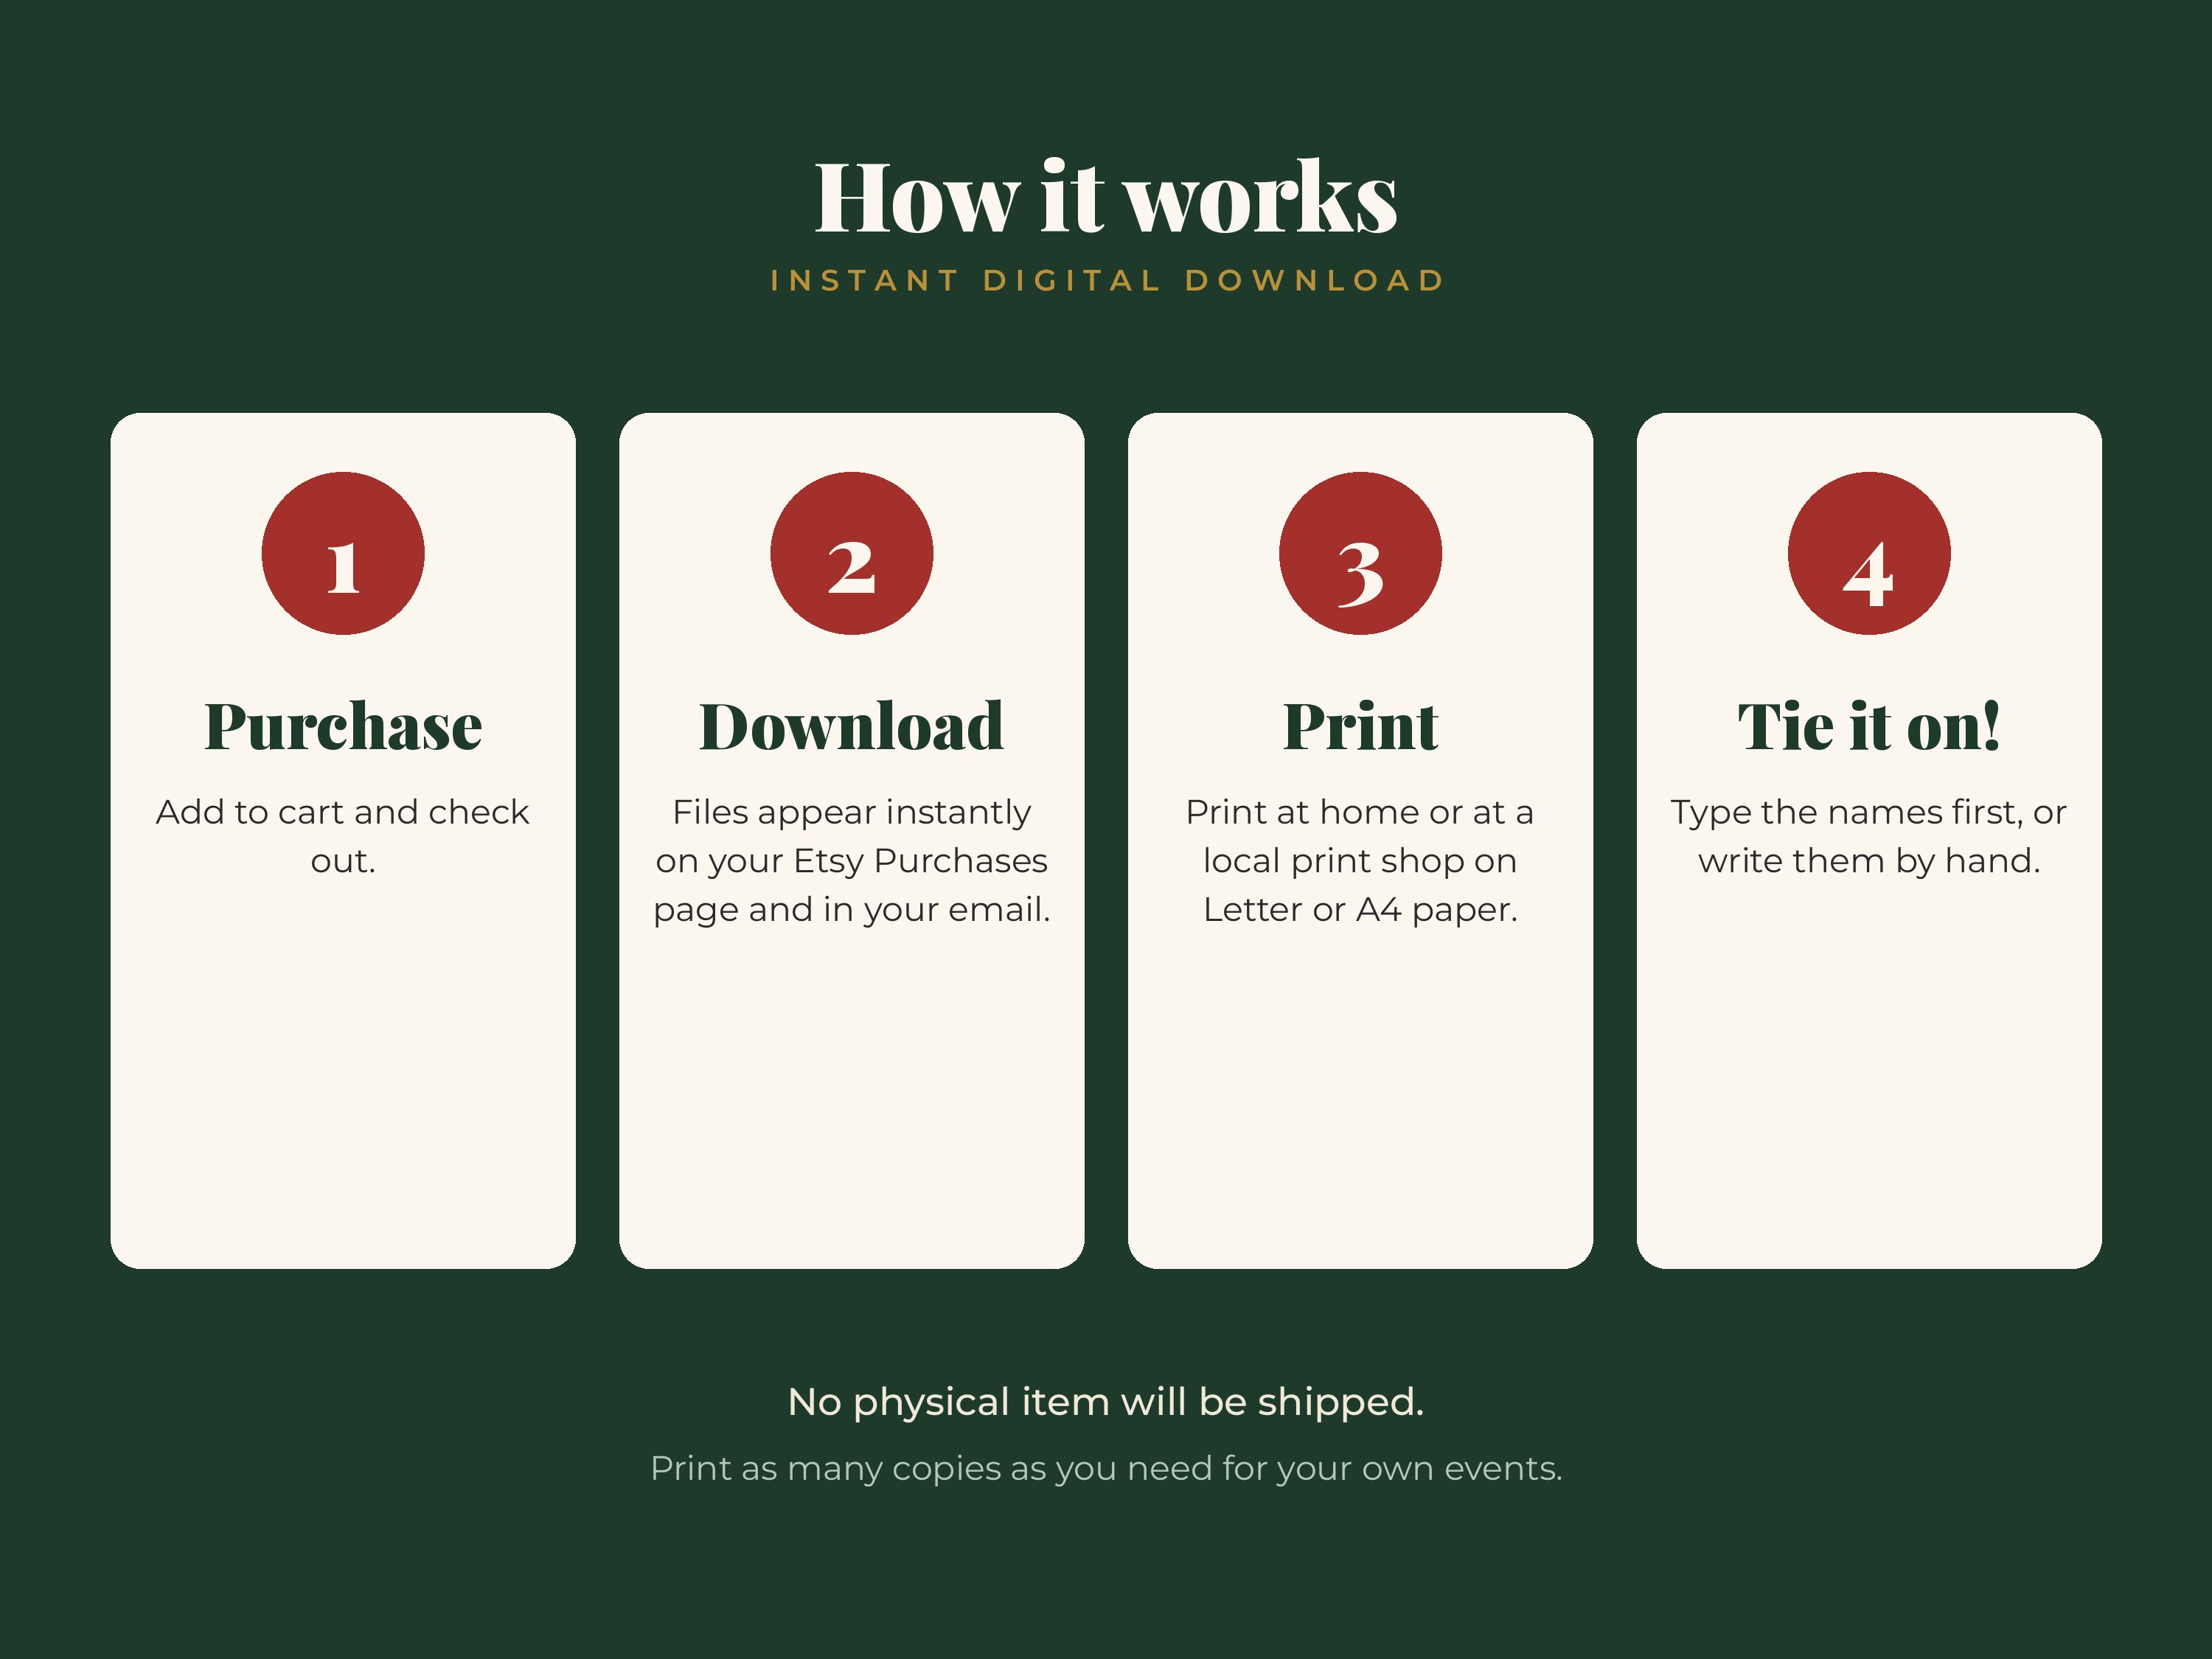 How it works
INSTANT DIGITAL DOWNLOAD
1
Purchase
Add to cart and check
out.
2
Download
Files appear instantly
on your Etsy Purchases
page and in your email.
3
Print
Print at home or at a
local print shop on
Letter or A4 paper.
4
Tie it on!
Type the names first, or
write them by hand.
No physical item will be shipped.
Print as many copies as you need for your own events.